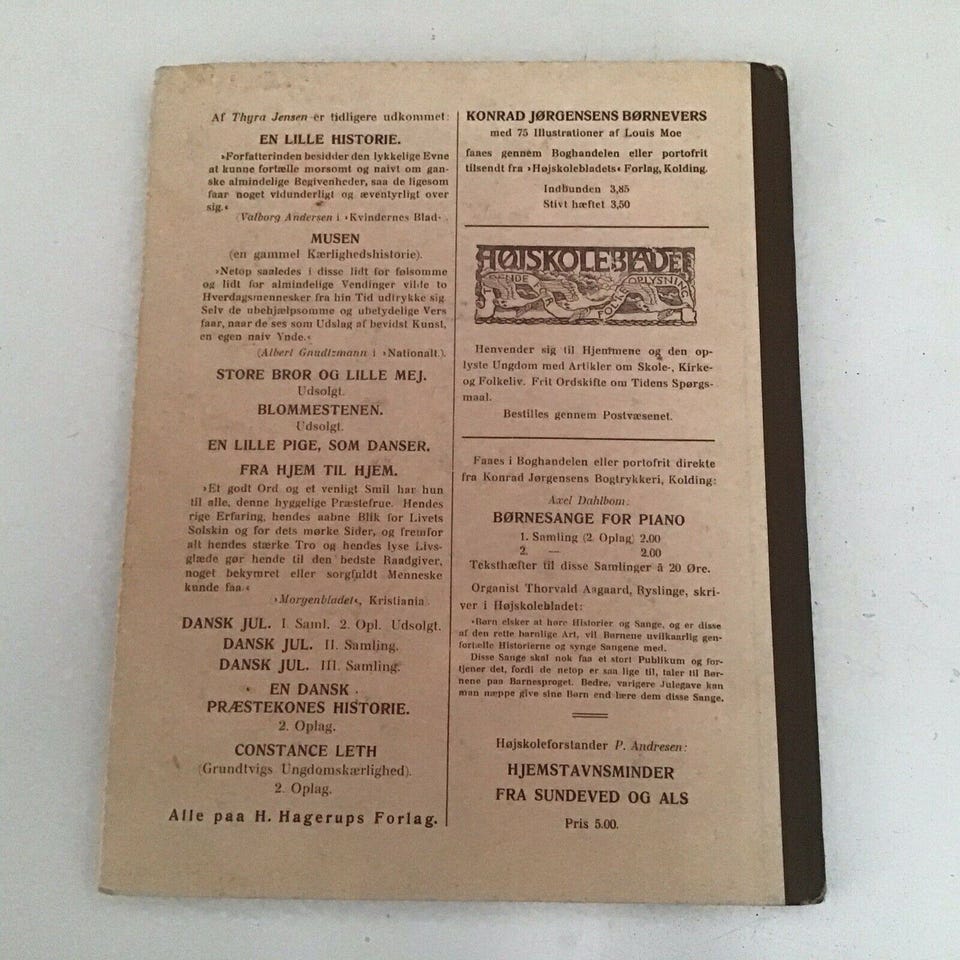 Af Thyra Jensen er tidligere udkommet:
EN LILLE HISTORIE.
»Forfatterinden besidder den lykkelige Evne
at kunne fortælle morsomt og naivt om gan-
ske almindelige Begivenheder, saa de ligesom
faar noget vidunderligt og æventyrligt over
sig.«
(Valborg Andersen i »Kvindernes Blad«.
MUSEN
(en gammel Kærlighedshistorie).
»Netop saaledes i disse lidt for følsomme
og lidt for almindelige Vendinger vilde to
Hverdagsmennesker fra hin Tid udtrykke sig.
Selv de ubehjælpsomme og ubetydelige Vers
faar, naar de ses som Udslag af bevidst Kunst,
en egen naiv Ynde.«
(Albert Gnudtzmann i »Nationalt.).
STORE BROR OG LILLE MEJ.
Udsolgt.
BLOMMESTENEN.
Udsolgt.
EN LILLE PIGE, SOM DANSER.
FRA HJEM TIL HJEM.
»Et godt Ord og et venligt Smil har hun
til alle, denne hyggelige Præstefrue. Hendes
rige Erfaring, hendes aabne Blik for Livets
Solskin og for dets mørke Sider, og fremfor
alt hendes stærke Tro og hendes lyse Livs-
glæde gør hende til den bedste Raadgiver,
noget bekymret eller sorgfuldt Menneske
kunde faa.«
»Morgenbladet«, Kristiania.
DANSK JUL. I. Saml. 2. Opl. Udsolgt.
DANSK JUL. II. Samling.
DANSK JUL. III. Samling.
EN DANSK
PRÆSTEKONES HISTORIE.
2. Oplag.
CONSTANCE LETH
(Grundtvigs Ungdomskærlighed).
2. Oplag.
Alle paa H. Hagerups Forlag.
KONRAD JØRGENSENS BØRNEVERS
med 75 Illustrationer af Louis Moe
faaes gennem Boghandelen eller portofrit
tilsendt fra »Højskolebladets« Forlag, Kolding.
Indbunden 3,85
Stivt hæftet 3,50
HØJSKOLEBLADET
TIDENDE FOR FOLKEOPLYSNING
Henvender sig til Hjemmene og den op-
lyste Ungdom med Artikler om Skole-, Kirke-
og Folkeliv. Frit Ordskifte om Tidens Spørgs-
maal.
Bestilles gennem Postvæsenet.
Faaes i Boghandelen eller portofrit direkte
fra Konrad Jørgensens Bogtrykkeri, Kolding:
Axel Dahlbom:
BØRNESANGE FOR PIANO
1. Samling (2. Oplag) 2.00
2. — 2.00
Teksthæfter til disse Samlinger à 20 Øre.
Organist Thorvald Aagaard, Ryslinge, skri-
ver i Højskolebladet:
»Børn elsker at høre Historier og Sange, og er disse
af den rette barnlige Art, vil Børnene uvilkaarlig gen-
fortælle Historierne og synge Sangene med.
Disse Sange skal nok faa et stort Publikum og for-
tjener det, fordi de netop er saa lige til, taler til Bør-
nene paa Barnesproget. Bedre, varigere Julegave kan
man næppe give sine Børn end lære dem disse Sange.
Højskoleforstander P. Andresen:
HJEMSTAVNSMINDER
FRA SUNDEVED OG ALS
Pris 5.00.